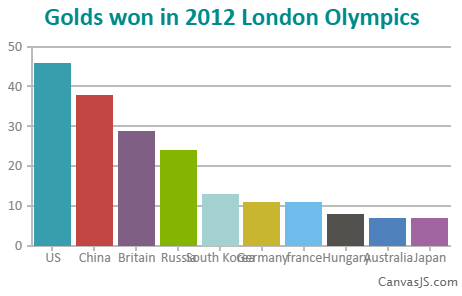 Golds won in 2012 London Olympics
50
40
30
20
10
0
US China Britain Russia South Korea Germany france Hungary Australia Japan
CanvasJS.com